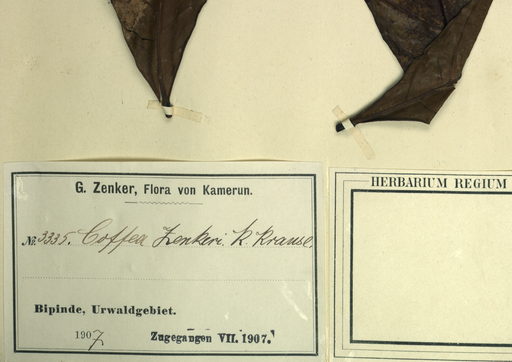 G. Zenker, Flora von Kamerun.
№ 3335. Coffea Zenkeri. K. Krause.
Bipinde, Urwaldgebiet.
1907 Zugegangen VII. 1907.
HERBARIUM REGIUM